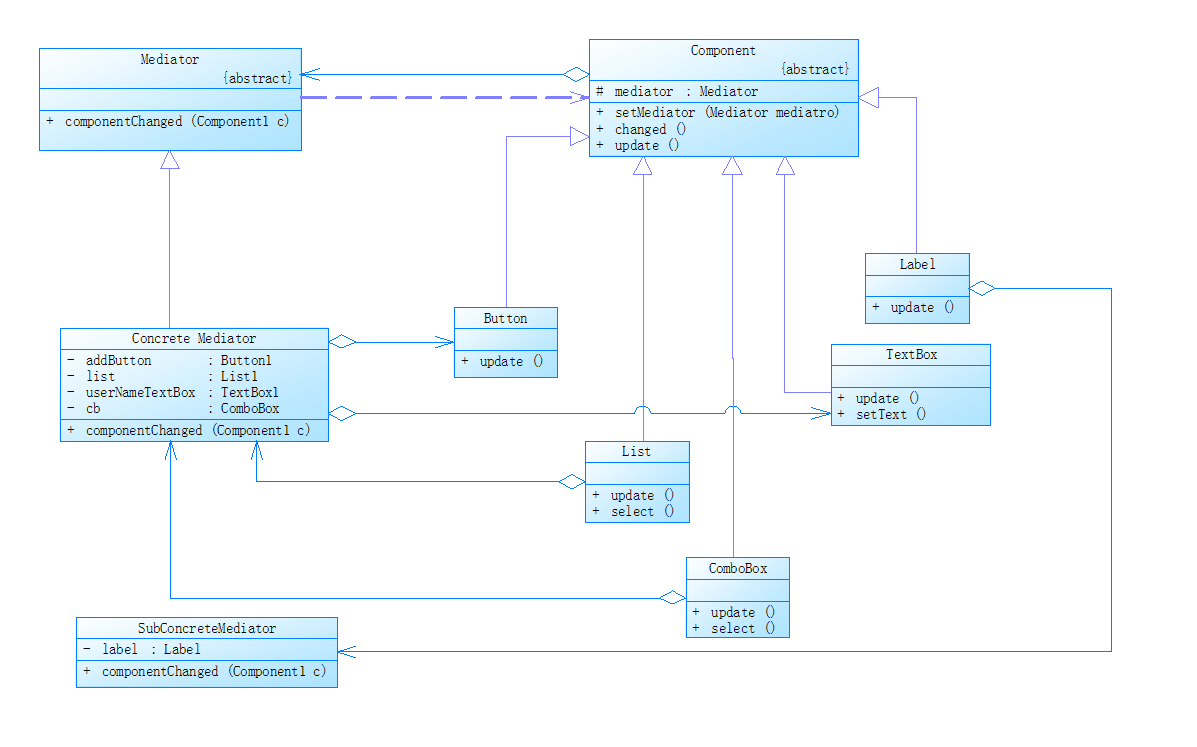 Mediator
{abstract}
+ componentChanged (Component1 c)
Component
{abstract}
# mediator : Mediator
+ setMediator (Mediator mediatro)
+ changed ()
+ update ()
Label
+ update ()
Button
+ update ()
Concrete Mediator
- addButton : Button1
- list : List1
- userNameTextBox : TextBox1
- cb : ComboBox
+ componentChanged (Component1 c)
TextBox
+ update ()
+ setText ()
List
+ update ()
+ select ()
ComboBox
+ update ()
+ select ()
SubConcreteMediator
- label : Label
+ componentChanged (Component1 c)